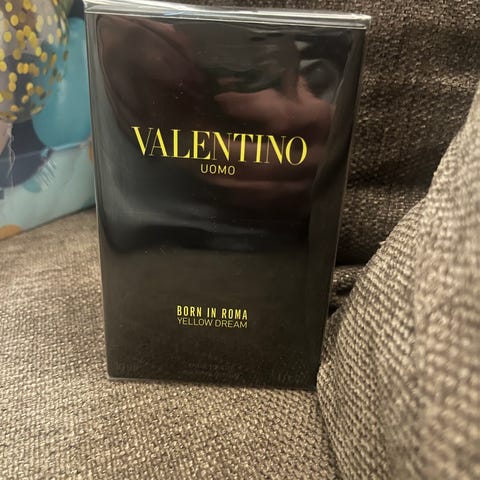 VALENTINO
UOMO
BORN IN ROMA
YELLOW DREAM